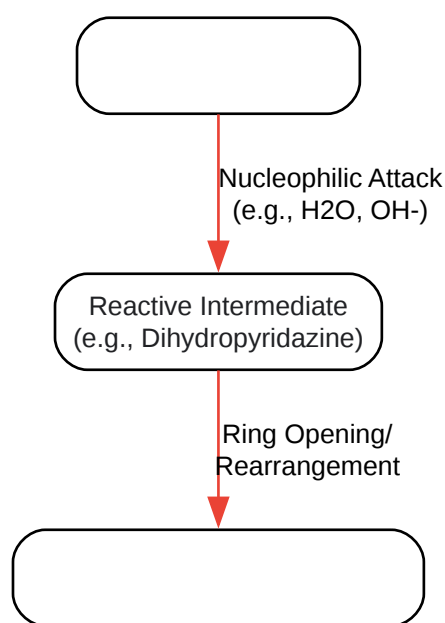 Nucleophilic Attack
(e.g., H2O, OH-)
Reactive Intermediate
(e.g., Dihydropyridazine)
Ring Opening/
Rearrangement